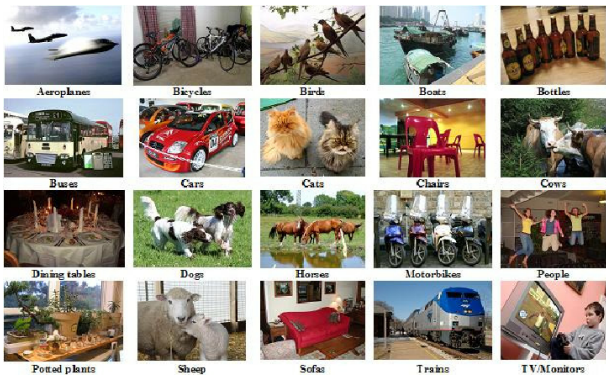 Aeroplanes
Bicycles
Birds
Boats
Bottles
Buses
Cars
Cats
Chairs
Cows
Dining tables
Dogs
Horses
Motorbikes
People
Potted plants
Sheep
Sofas
Trains
TV/Monitors